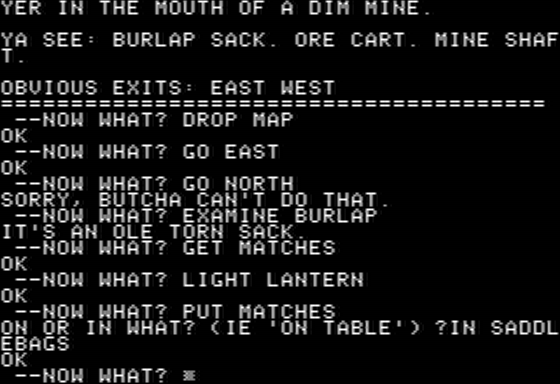 YER IN THE MOUTH OF A DIM MINE.
YA SEE: BURLAP SACK. ORE CART. MINE SHAF
T.
OBVIOUS EXITS: EAST WEST
=======================================
--NOW WHAT? DROP MAP
OK
--NOW WHAT? GO EAST
OK
--NOW WHAT? GO NORTH
SORRY, BUTCHA CAN'T DO THAT.
--NOW WHAT? EXAMINE BURLAP
IT'S AN OLE TORN SACK.
--NOW WHAT? GET MATCHES
OK
--NOW WHAT? LIGHT LANTERN
OK
--NOW WHAT? PUT MATCHES
ON OR IN WHAT? (IE 'ON TABLE') ?IN SADDL
EBAGS
OK
--NOW WHAT?